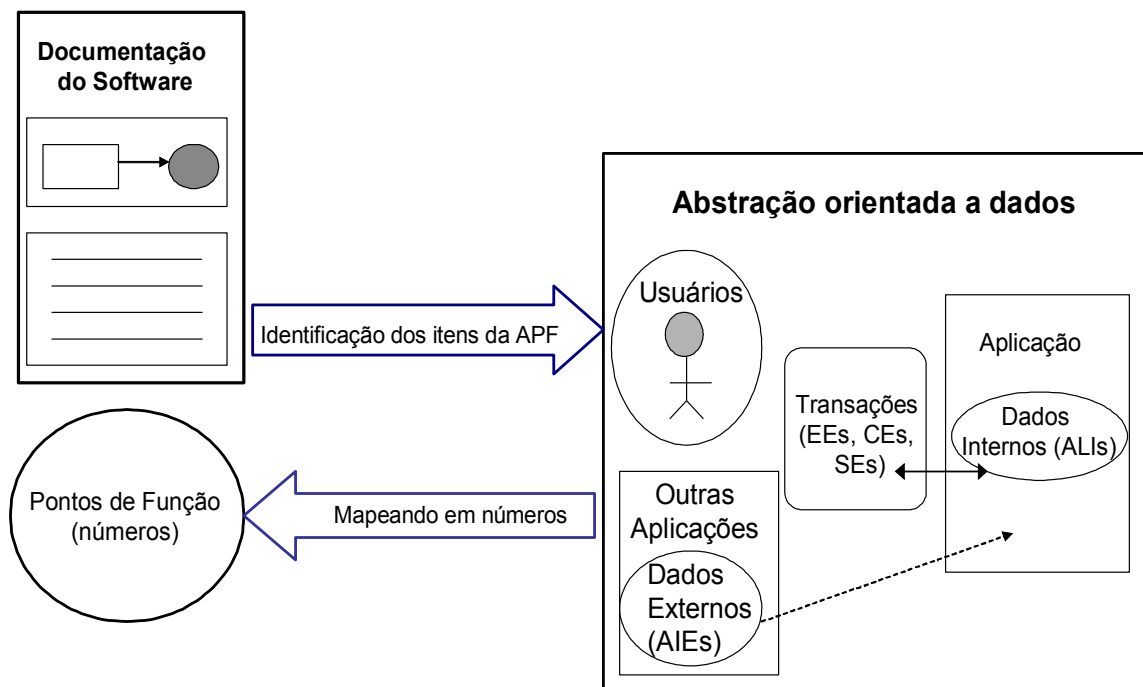 Documentação
do Software
Identificação dos itens da APF
Abstração orientada a dados
Usuários
Transações
(EEs, CEs,
SEs)
Aplicação
Dados
Internos (ALIs)
Outras
Aplicações
Dados
Externos
(AIEs)
Mapeando em números
Pontos de Função
(números)